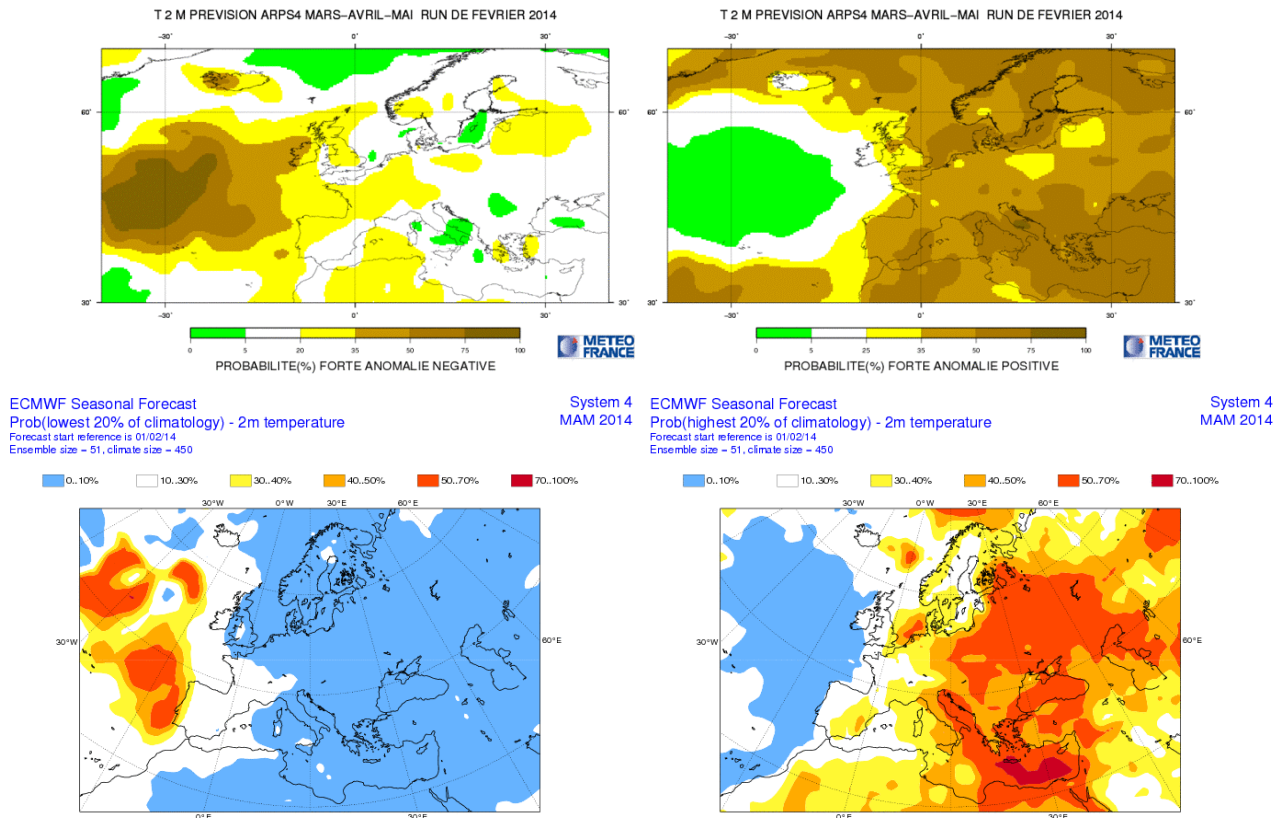 T 2 M PREVISION ARPS4 MARS-AVRIL-MAI RUN DE FEVRIER 2014
-30˚ 0˚ 30˚
60˚ 60˚
30˚ 30˚
-30˚ 0˚ 30˚
0 5 20 35 50 75 100
PROBABILITE(%) FORTE ANOMALIE NEGATIVE
METEO
FRANCE
T 2 M PREVISION ARPS4 MARS-AVRIL-MAI RUN DE FEVRIER 2014
-30˚ 0˚ 30˚
60˚ 60˚
30˚ 30˚
-30˚ 0˚ 30˚
0 5 25 35 50 75 100
PROBABILITE(%) FORTE ANOMALIE POSITIVE
METEO
FRANCE
ECMWF Seasonal Forecast System 4
Prob(lowest 20% of climatology) - 2m temperature MAM 2014
Forecast start reference is 01/02/14
Ensemble size = 51, climate size = 450
0..10% 10..30% 30..40% 40..50% 50..70% 70..100%
30°W 0°W 30°E 60°E
30°W 60°E
0°E 30°E
ECMWF Seasonal Forecast System 4
Prob(highest 20% of climatology) - 2m temperature MAM 2014
Forecast start reference is 01/02/14
Ensemble size = 51, climate size = 450
0..10% 10..30% 30..40% 40..50% 50..70% 70..100%
30°W 0°W 30°E 60°E
30°W 60°E
0°E 30°E